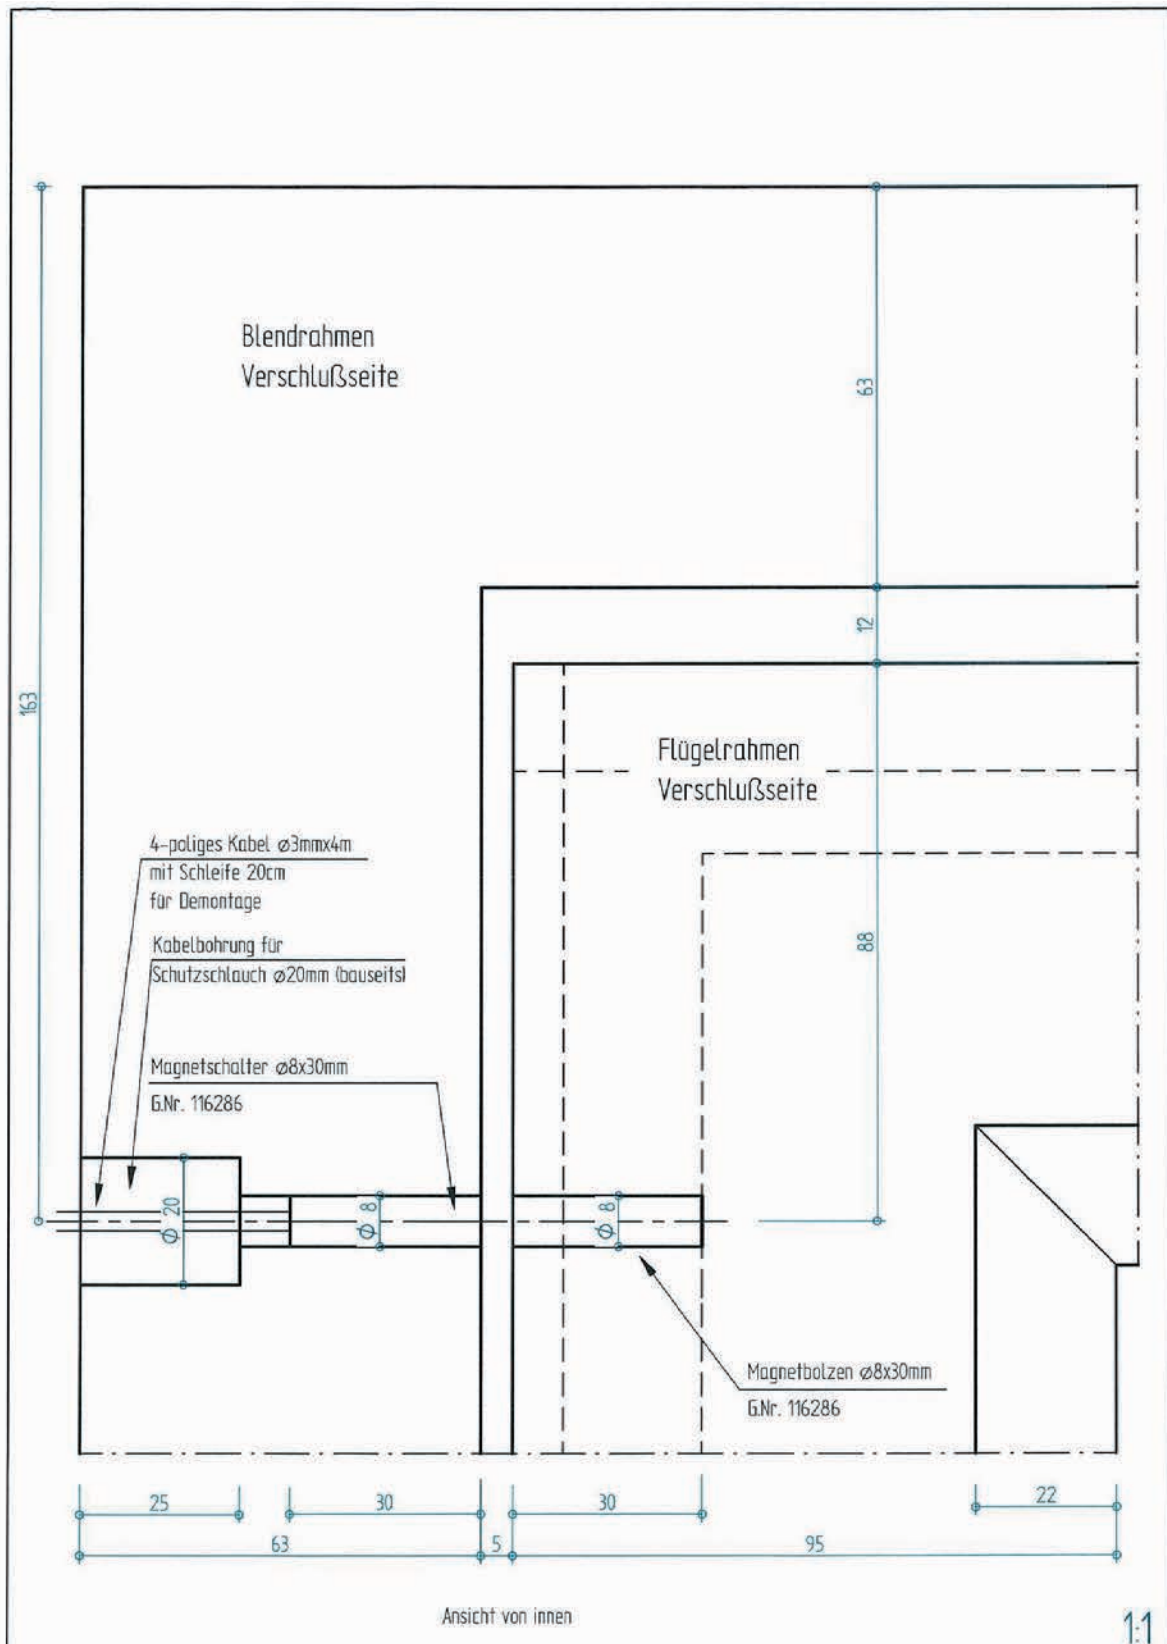 Blendrahmen
Verschlußseite
63
12
163
Flügelrahmen
Verschlußseite
4-poliges Kabel ø3mmx4m
mit Schleife 20cm
für Demontage
88
Kabelbohrung für
Schutzschlauch ø20mm (bauseits)
Magnetschalter ø8x30mm
G.Nr. 116286
ø 20
ø 8
ø 8
Magnetbolzen ø8x30mm
G.Nr. 116286
25
30
30
22
63
5
95
Ansicht von innen
1:1